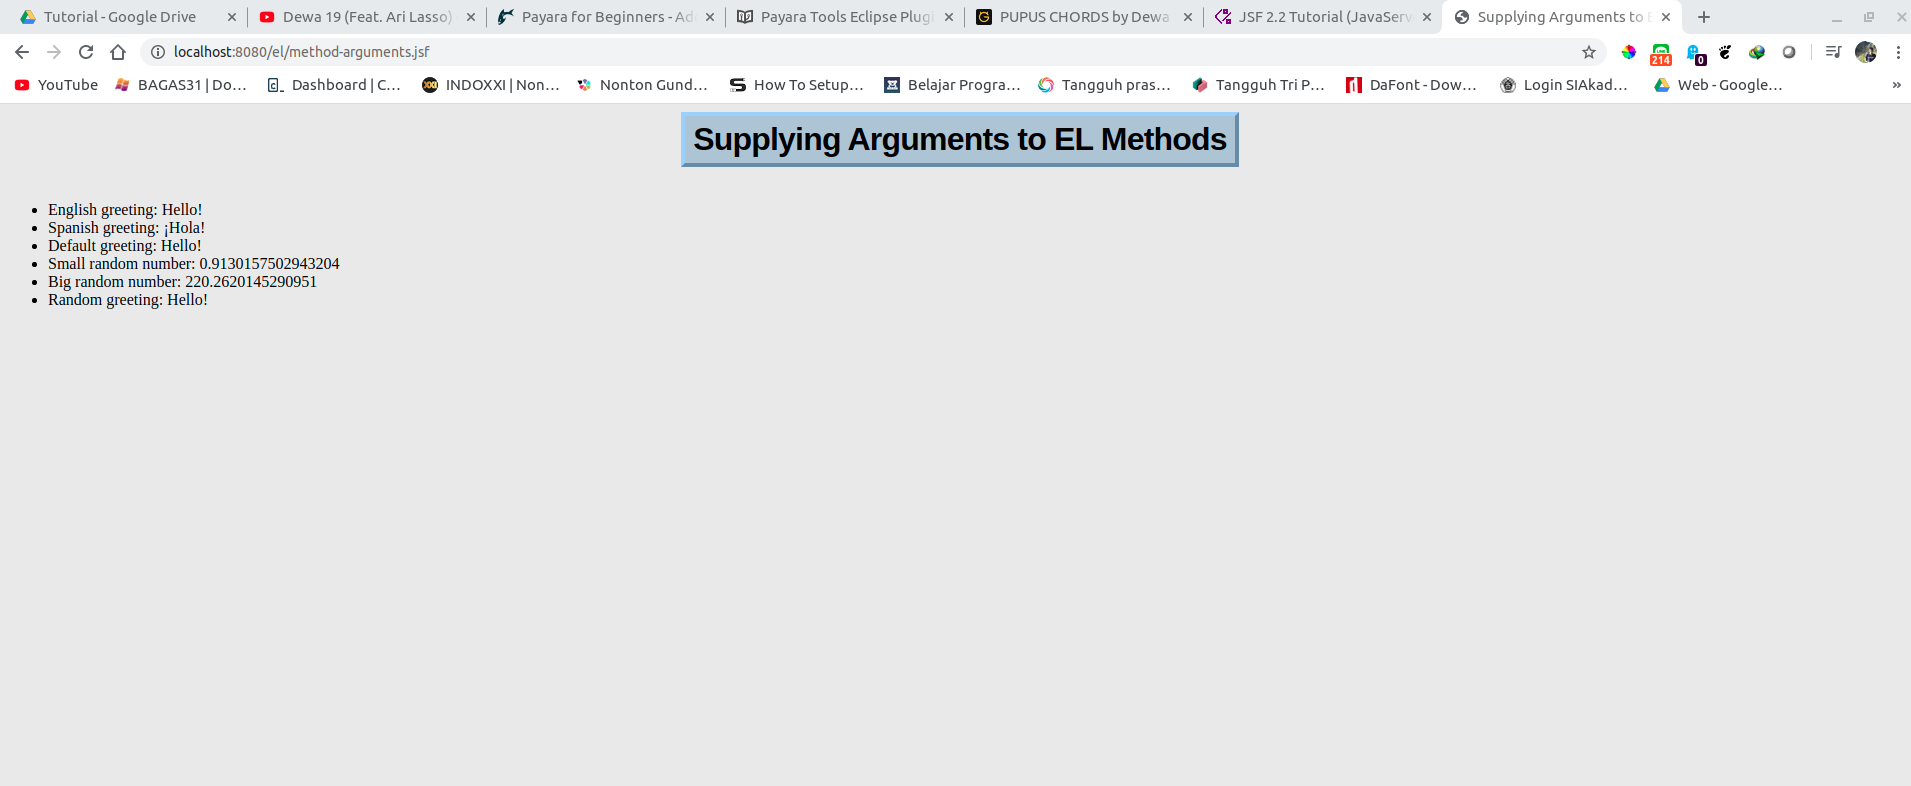 Tutorial - Google Drive
Dewa 19 (Feat. Ari Lasso)
Payara for Beginners - Ad
Payara Tools Eclipse Plugi
PUPUS CHORDS by Dewa
JSF 2.2 Tutorial (JavaServ
Supplying Arguments to E
localhost:8080/el/method-arguments.jsf
214
0
YouTube
BAGAS31 | Do...
Dashboard | C...
INDOXXI | Non...
Nonton Gund...
How To Setup...
Belajar Progra...
Tangguh pras...
Tangguh Tri P...
DaFont - Dow...
Login SIAkad...
Web - Google...
»
Supplying Arguments to EL Methods
• English greeting: Hello!
• Spanish greeting: ¡Hola!
• Default greeting: Hello!
• Small random number: 0.9130157502943204
• Big random number: 220.2620145290951
• Random greeting: Hello!